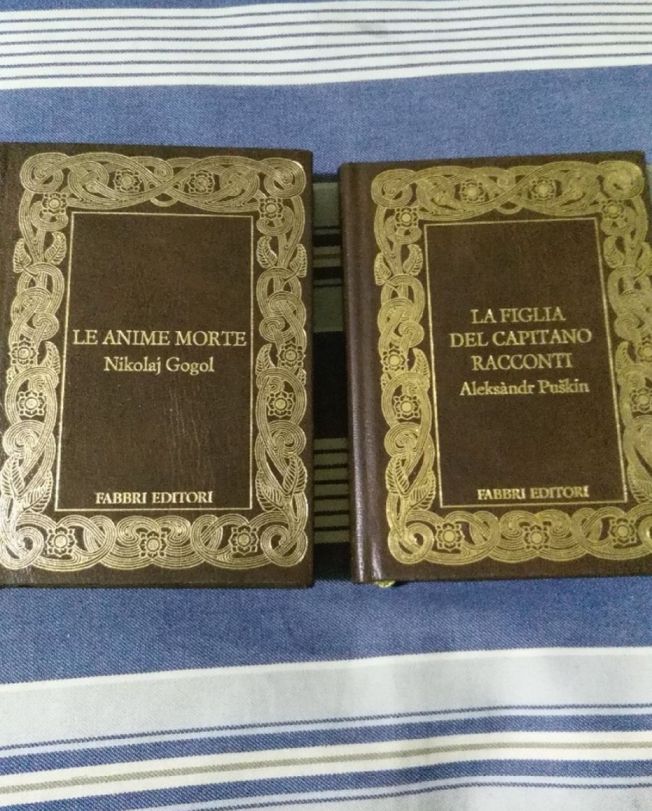 LE ANIME MORTE
Nikolaj Gogol
FABBRI EDITORI
LA FIGLIA
DEL CAPITANO
RACCONTI
Aleksàndr Puškin
FABBRI EDITORI